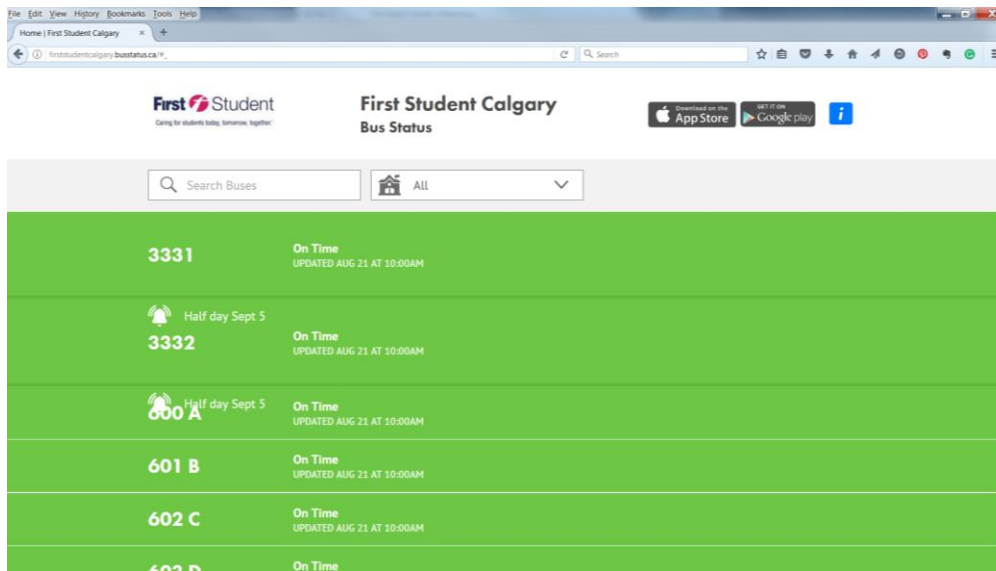 File Edit View History Bookmarks Tools Help
Home | First Student Calgary × +
firststudentcalgary.busstatus.ca/#_ Search
First Student
Caring for students today, tomorrow, together.
First Student Calgary
Bus Status
Download on the
App Store
GET IT ON
Google play
i
Search Buses
All
3331
On Time
UPDATED AUG 21 AT 10:00AM
Half day Sept 5
3332
On Time
UPDATED AUG 21 AT 10:00AM
Half day Sept 5
600 A
On Time
UPDATED AUG 21 AT 10:00AM
601 B
On Time
UPDATED AUG 21 AT 10:00AM
602 C
On Time
UPDATED AUG 21 AT 10:00AM
603 D
On Time